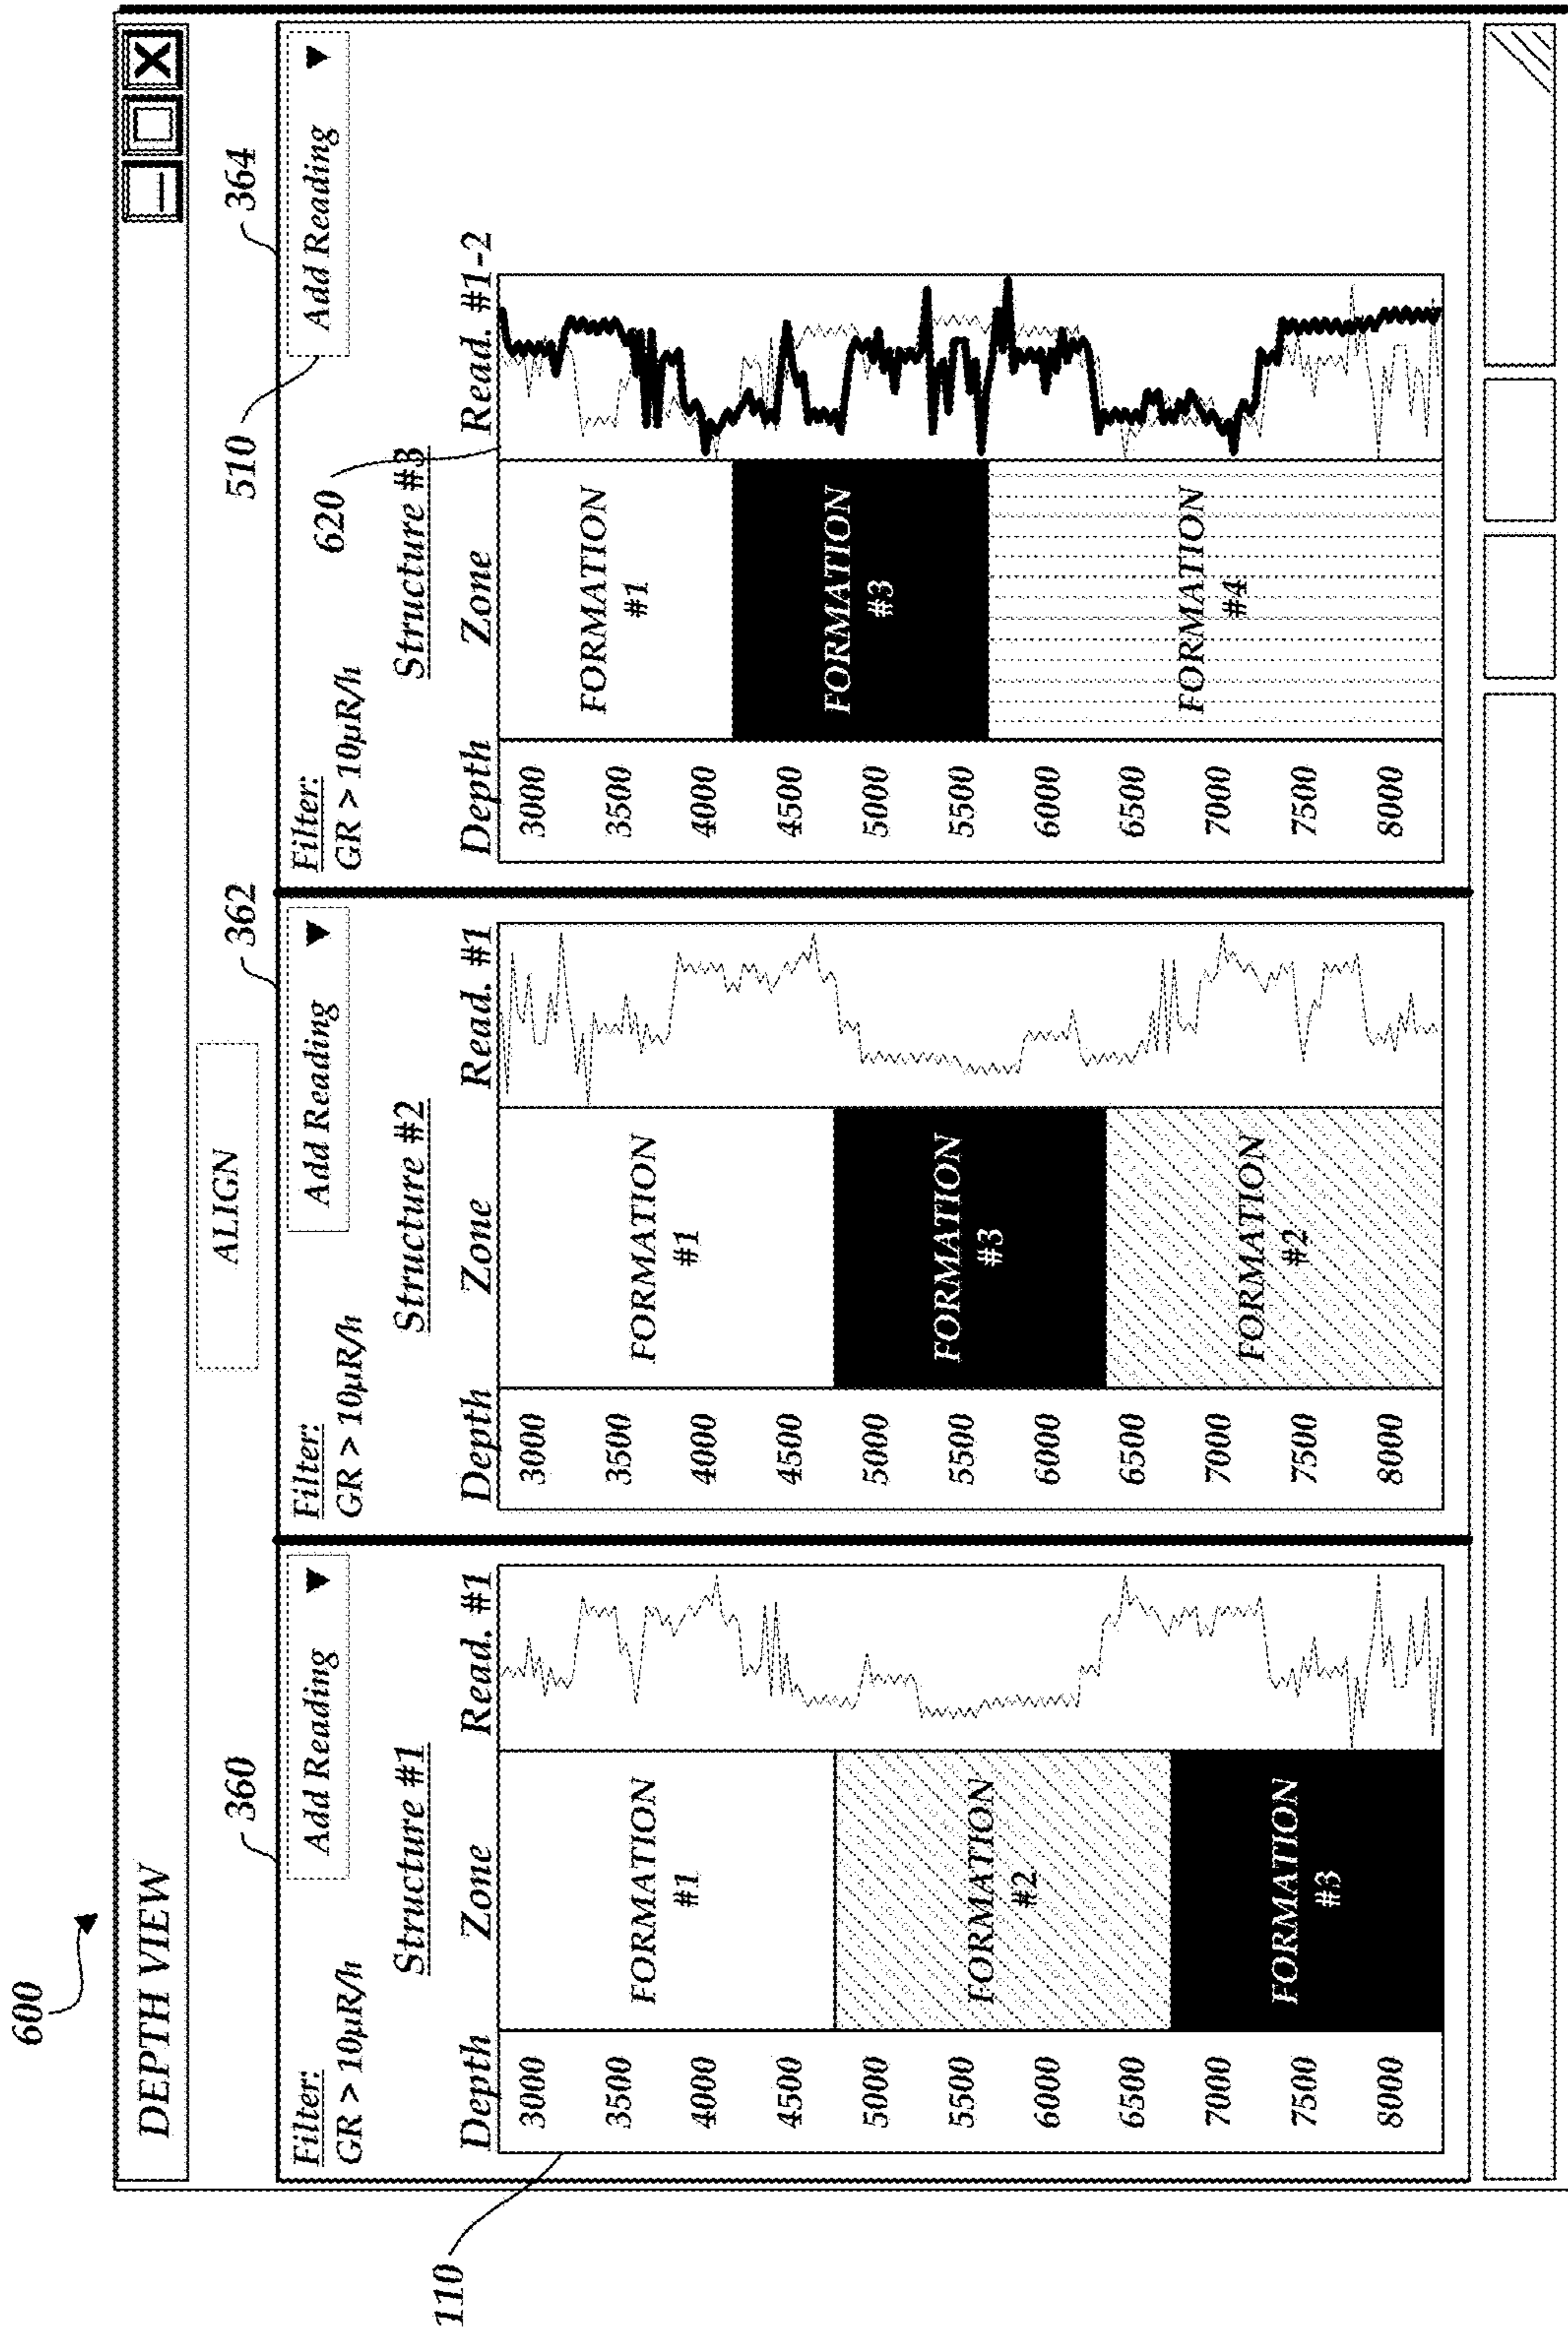 600
DEPTH VIEW
ALIGN
360
362
364
510
Filter:
GR > 10μR/h
Add Reading
Structure #1
Depth
Zone
Read. #1
110
3000
3500
4000
4500
5000
5500
6000
6500
7000
7500
8000
FORMATION
#1
FORMATION
#2
FORMATION
#3
Filter:
GR > 10μR/h
Add Reading
Structure #2
Depth
Zone
Read. #1
3000
3500
4000
4500
5000
5500
6000
6500
7000
7500
8000
FORMATION
#1
FORMATION
#3
FORMATION
#2
Filter:
GR > 10μR/h
Add Reading
620
Structure #3
Depth
Zone
Read. #1-2
3000
3500
4000
4500
5000
5500
6000
6500
7000
7500
8000
FORMATION
#1
FORMATION
#3
FORMATION
#4